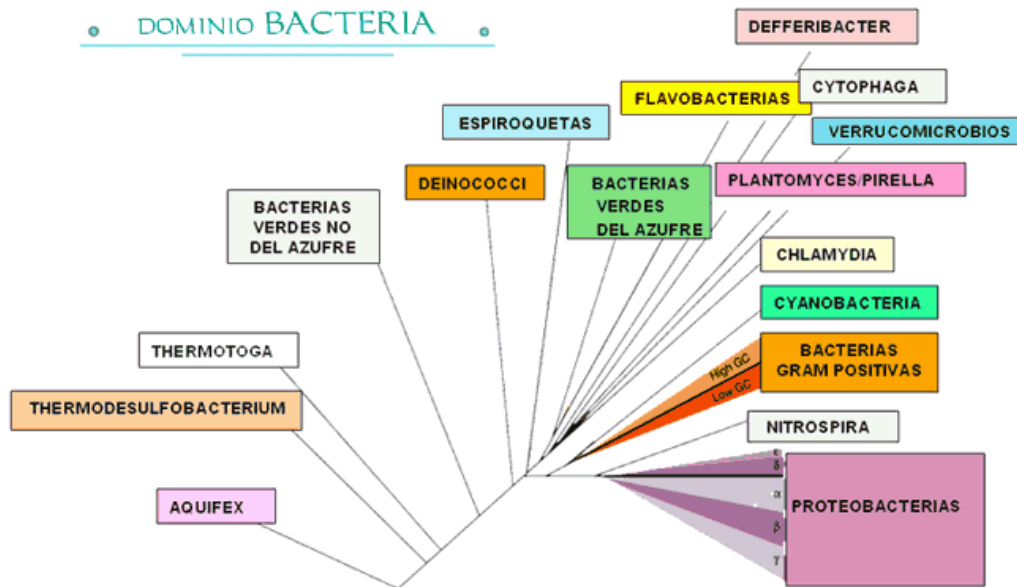 DOMINIO BACTERIA
DEFFERIBACTER
CYTOPHAGA
FLAVOBACTERIAS
ESPIROQUETAS
VERRUCOMICROBIOS
DEINOCOCCI
BACTERIAS
VERDES
DEL AZUFRE
PLANTOMYCES/PIRELLA
BACTERIAS
VERDES NO
DEL AZUFRE
CHLAMYDIA
CYANOBACTERIA
THERMOTOGA
High GC
Low GC
BACTERIAS
GRAM POSITIVAS
THERMODESULFOBACTERIUM
NITROSPIRA
ε
δ
α
β
γ
PROTEOBACTERIAS
AQUIFEX